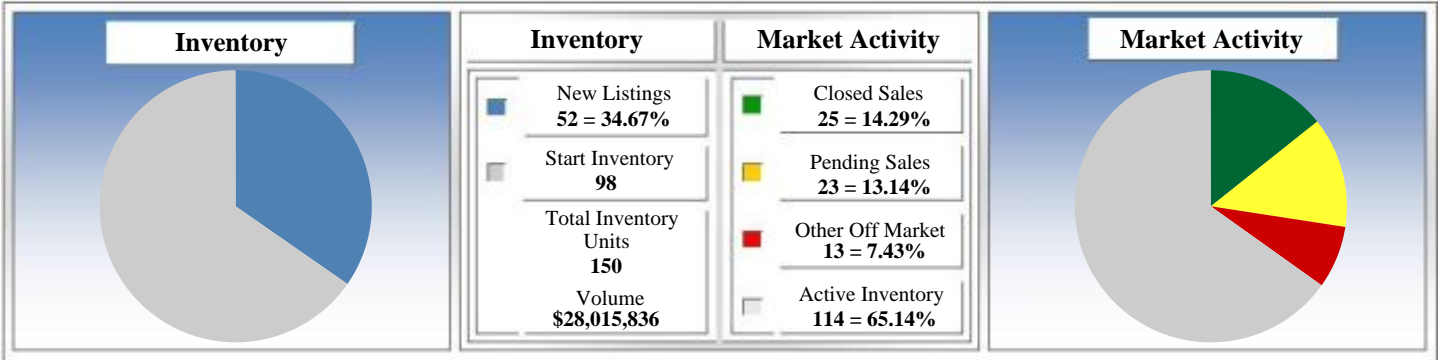 Inventory
Inventory
New Listings
52 = 34.67%
Start Inventory
98
Total Inventory
Units
150
Volume
$28,015,836
Market Activity
Closed Sales
25 = 14.29%
Pending Sales
23 = 13.14%
Other Off Market
13 = 7.43%
Active Inventory
114 = 65.14%
Market Activity